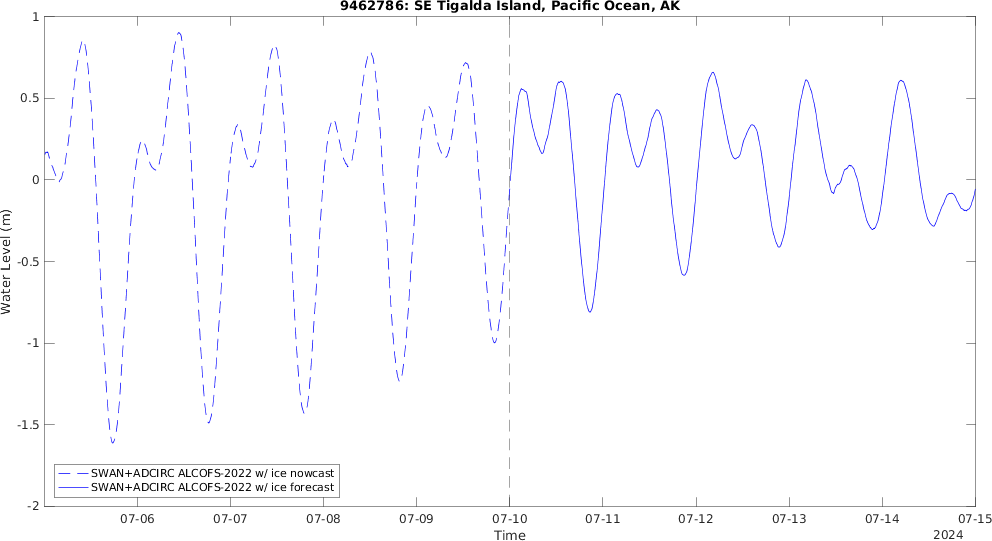 9462786: SE Tigalda Island, Pacific Ocean, AK
1
0.5
0
-0.5
-1
-1.5
-2
Water Level (m)
SWAN+ADCIRC ALCOFS-2022 w/ ice nowcast
SWAN+ADCIRC ALCOFS-2022 w/ ice forecast
07-06 07-07 07-08 07-09 07-10 07-11 07-12 07-13 07-14 07-15
Time
2024